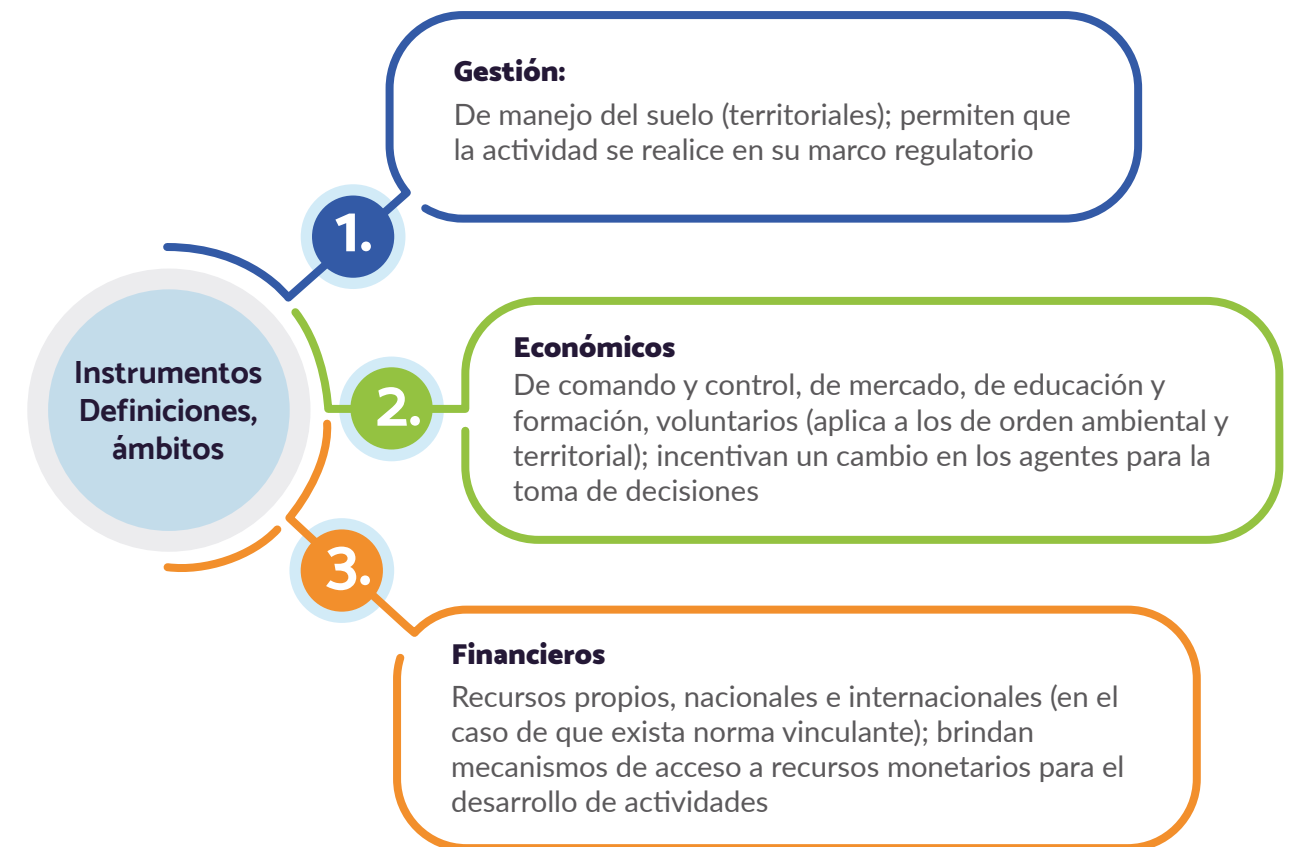 Instrumentos
Definiciones,
ámbitos
1.
Gestión:
De manejo del suelo (territoriales); permiten que
la actividad se realice en su marco regulatorio
2.
Económicos
De comando y control, de mercado, de educación y
formación, voluntarios (aplica a los de orden ambiental y
territorial); incentivan un cambio en los agentes para la
toma de decisiones
3.
Financieros
Recursos propios, nacionales e internacionales (en el
caso de que exista norma vinculante); brindan
mecanismos de acceso a recursos monetarios para el
desarrollo de actividades